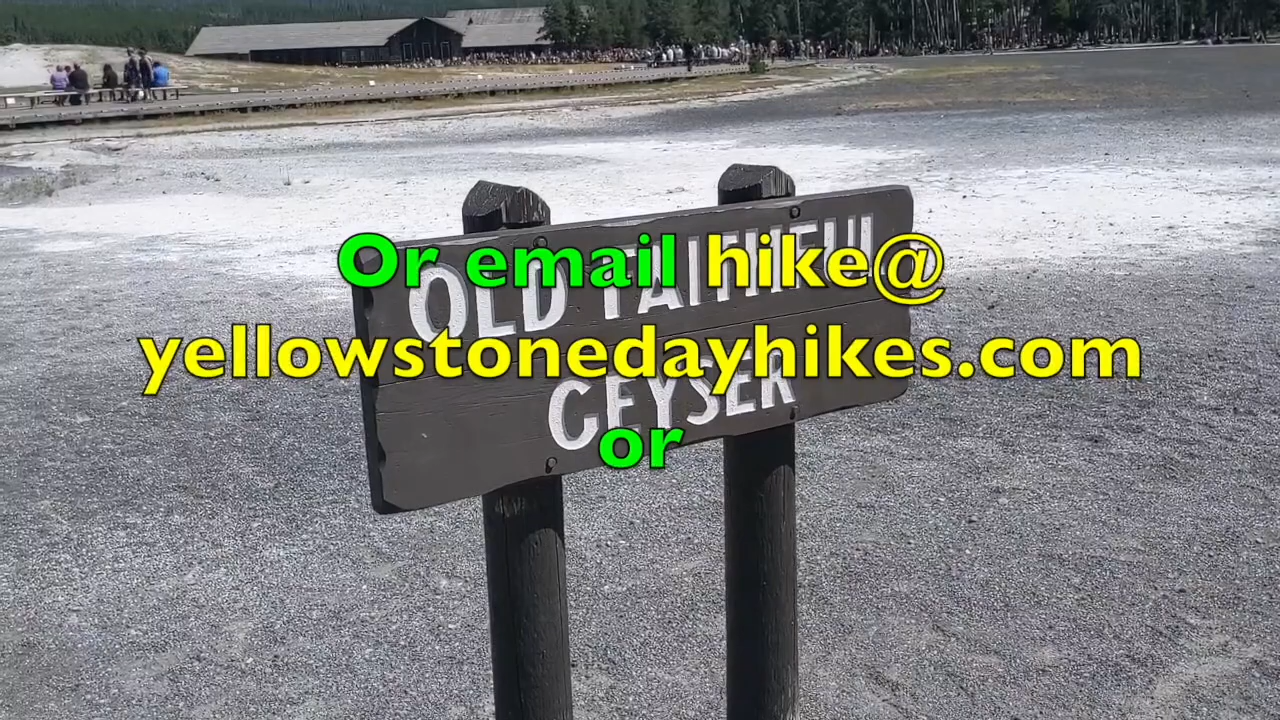 Or email hike@
yellowstonedayhikes.com
or
OLD FAITHFUL
GEYSER